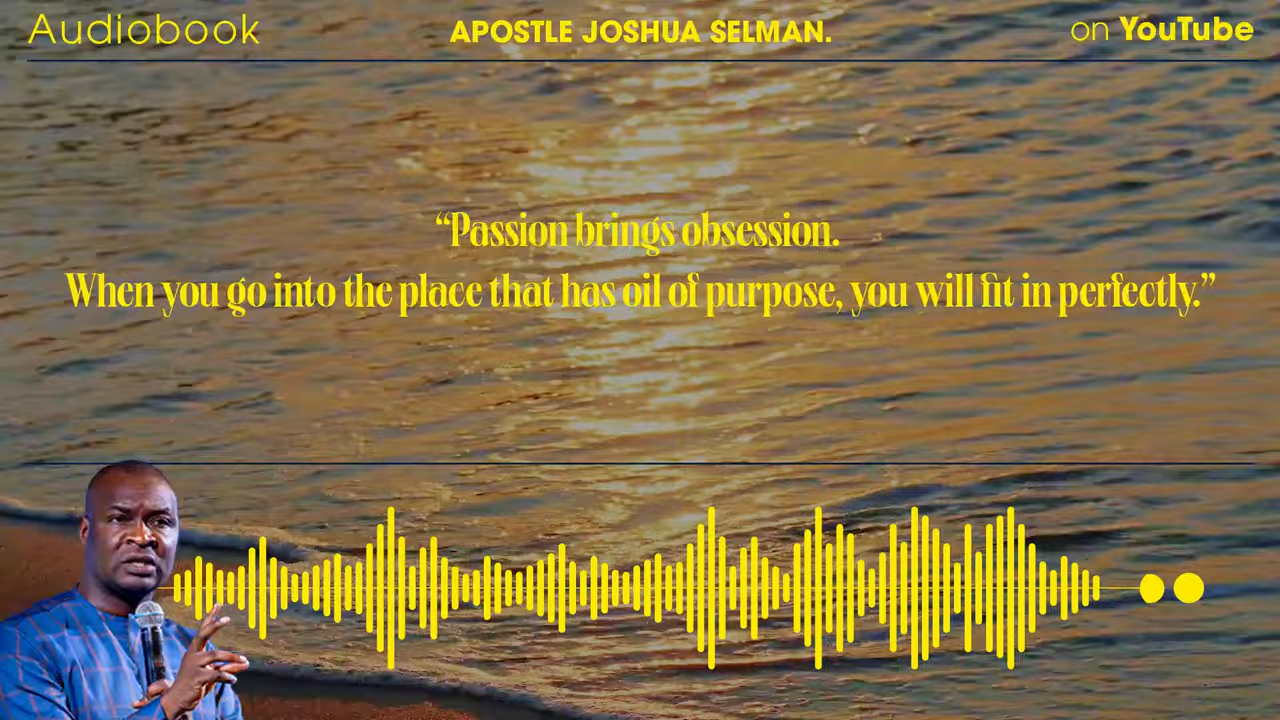 Audiobook
APOSTLE JOSHUA SELMAN.
on YouTube
“Passion brings obsession.
When you go into the place that has oil of purpose, you will fit in perfectly.”